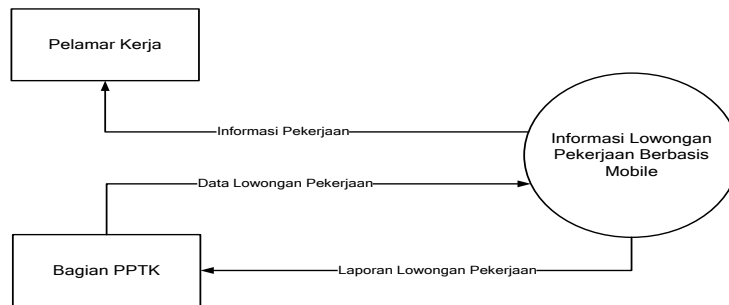 Pelamar Kerja
Informasi Pekerjaan
Informasi Lowongan
Pekerjaan Berbasis
Mobile
Data Lowongan Pekerjaan
Bagian PPTK
Laporan Lowongan Pekerjaan